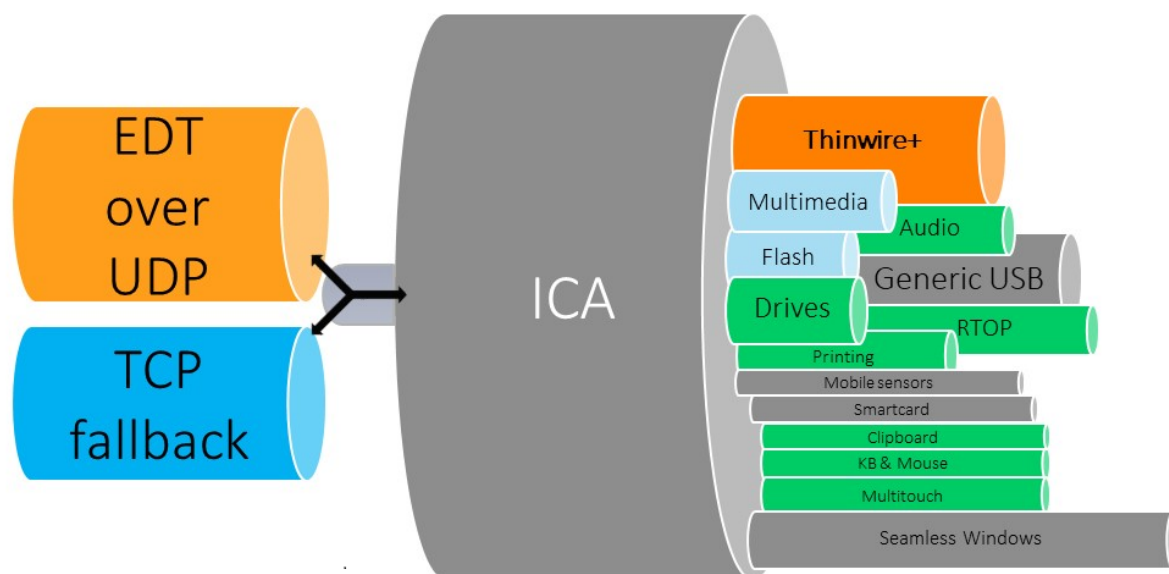 EDT
over
UDP
TCP
fallback
ICA
Thinwire+
Multimedia
Audio
Flash
Generic USB
Drives
RTOP
Printing
Mobile sensors
Smartcard
Clipboard
KB & Mouse
Multitouch
Seamless Windows